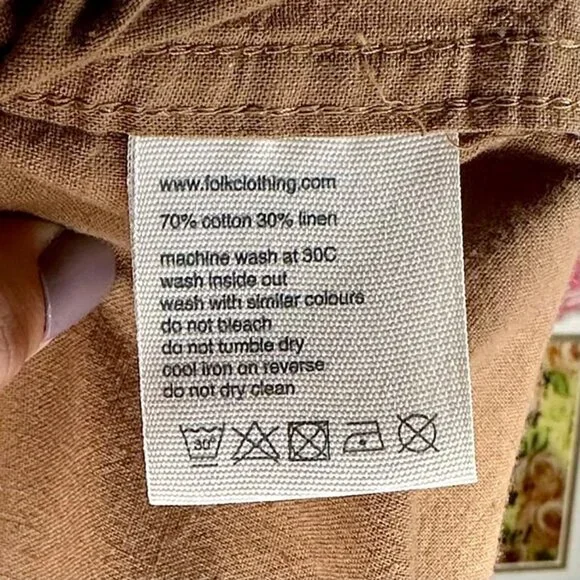 www.folkclothing.com
70% cotton 30% linen
machine wash at 30C
wash inside out
wash with similar colours
do not bleach
do not tumble dry
cool iron on reverse
do not dry clean
30°